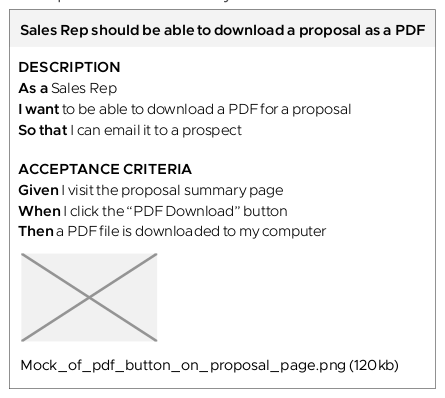 Sales Rep should be able to download a proposal as a PDF
DESCRIPTION
As a Sales Rep
I want to be able to download a PDF for a proposal
So that I can email it to a prospect
ACCEPTANCE CRITERIA
Given I visit the proposal summary page
When I click the “PDF Download” button
Then a PDF file is downloaded to my computer
Mock_of_pdf_button_on_proposal_page.png (120kb)